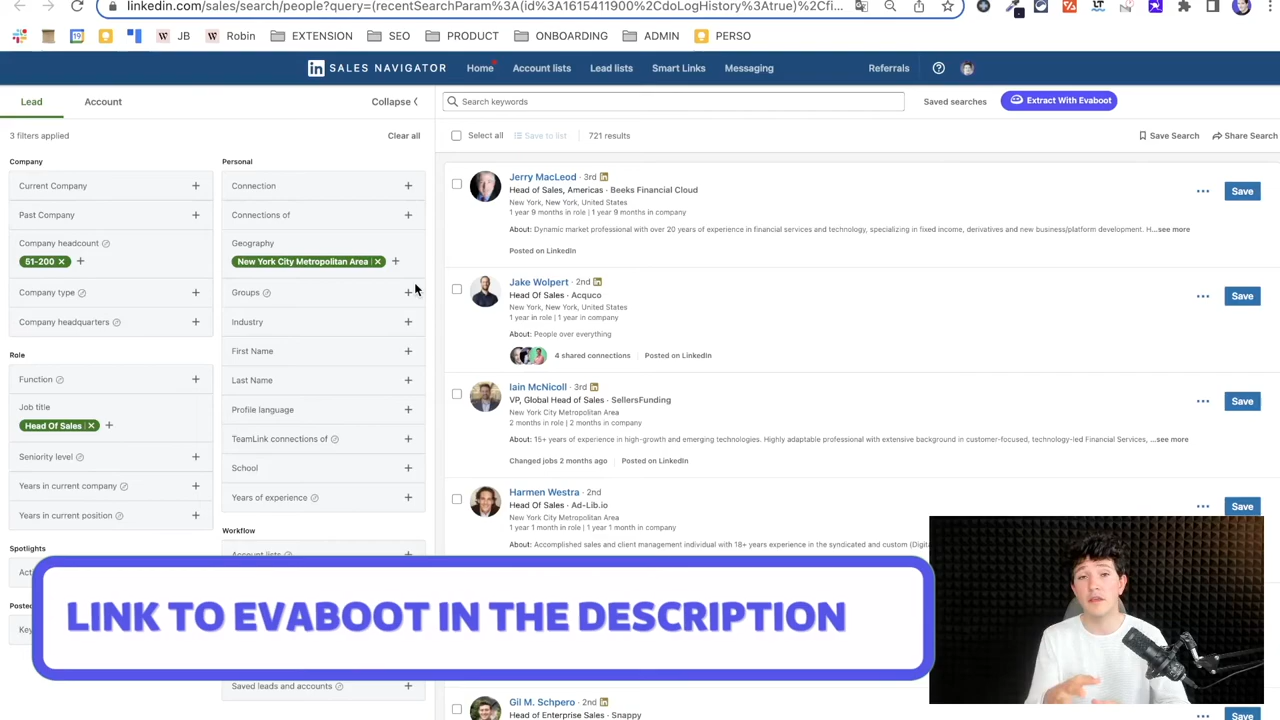 linkedin.com/sales/search/people?query=(recentSearchParam%3A(id%3A1615411900%2CdoLogHistory%3Atrue)%2Cfi...
JB
Robin
EXTENSION
SEO
PRODUCT
ONBOARDING
ADMIN
PERSO
in SALES NAVIGATOR
Home
Account lists
Lead lists
Smart Links
Messaging
Referrals
Lead
Account
Collapse
Search keywords
Saved searches
Extract With Evaboot
3 filters applied
Clear all
Select all
Save to list
721 results
Save Search
Share Search
Company
Current Company
Past Company
Company headcount
51-200
Company type
Company headquarters
Role
Function
Job title
Head Of Sales
Seniority level
Years in current company
Years in current position
Spotlights
Personal
Connection
Connections of
Geography
New York City Metropolitan Area
Groups
Industry
First Name
Last Name
Profile language
TeamLink connections of
School
Years of experience
Workflow
Saved leads and accounts
Jerry MacLeod · 3rd
Head of Sales, Americas · Beeks Financial Cloud
New York, New York, United States
1 year 9 months in role | 1 year 9 months in company
About: Dynamic market professional with over 20 years of experience in financial services and technology, specializing in fixed income, derivatives and new business/platform development. H...see more
Posted on LinkedIn
Save
Jake Wolpert · 2nd
Head Of Sales · Acquco
New York, New York, United States
1 year in role | 1 year in company
About: People over everything
4 shared connections
Posted on LinkedIn
Save
Iain McNicoll · 3rd
VP, Global Head of Sales · SellersFunding
New York City Metropolitan Area
2 months in role | 2 months in company
About: 15+ years of experience in high-growth and emerging technologies. Highly adaptable professional with extensive background in customer-focused, technology-led Financial Services, ...see more
Changed jobs 2 months ago
Posted on LinkedIn
Save
Harmen Westra · 2nd
Head Of Sales · Ad-Lib.io
New York City Metropolitan Area
1 year 1 month in role | 1 year 1 month in company
About: Accomplished sales and client management individual with 18+ years experience in the syndicated and custom (Digita
Save
LINK TO EVABOOT IN THE DESCRIPTION
Gil M. Schpero · 2nd
Head of Enterprise Sales · Snappy
Save